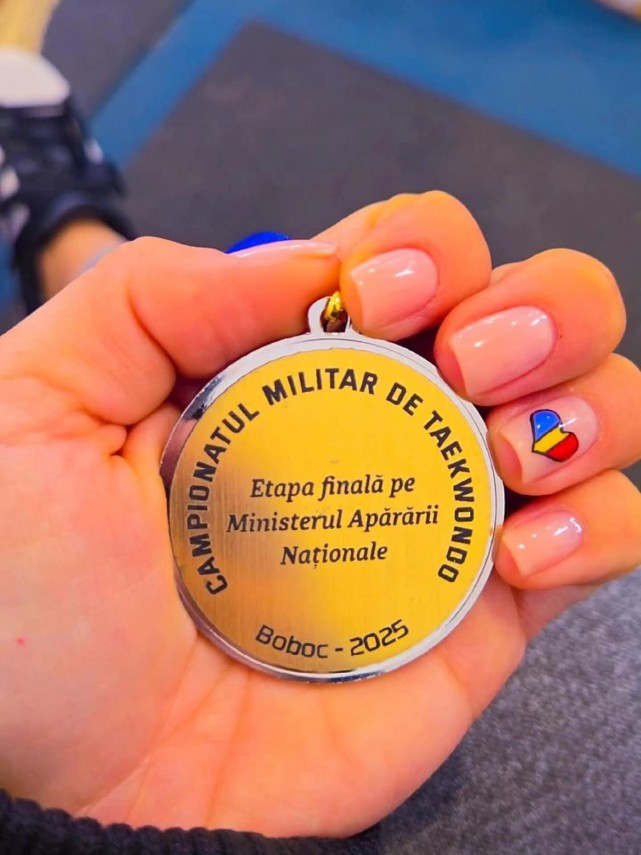 CAMPIONATUL MILITAR DE TAEKWONDO
Etapa finală pe
Ministerul Apărării
Naționale
Boboc - 2025